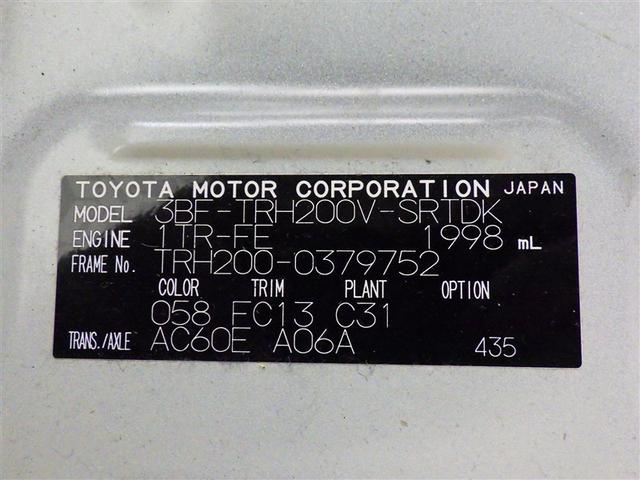 TOYOTA MOTOR CORPORATION JAPAN
MODEL 3BF-TRH200V-SRTDK
ENGINE 1TR-FE 1998 mL
FRAME No. TRH200-0379752
COLOR TRIM PLANT OPTION
058 FC13 C31
TRANS./AXLE AC60E A06A 435